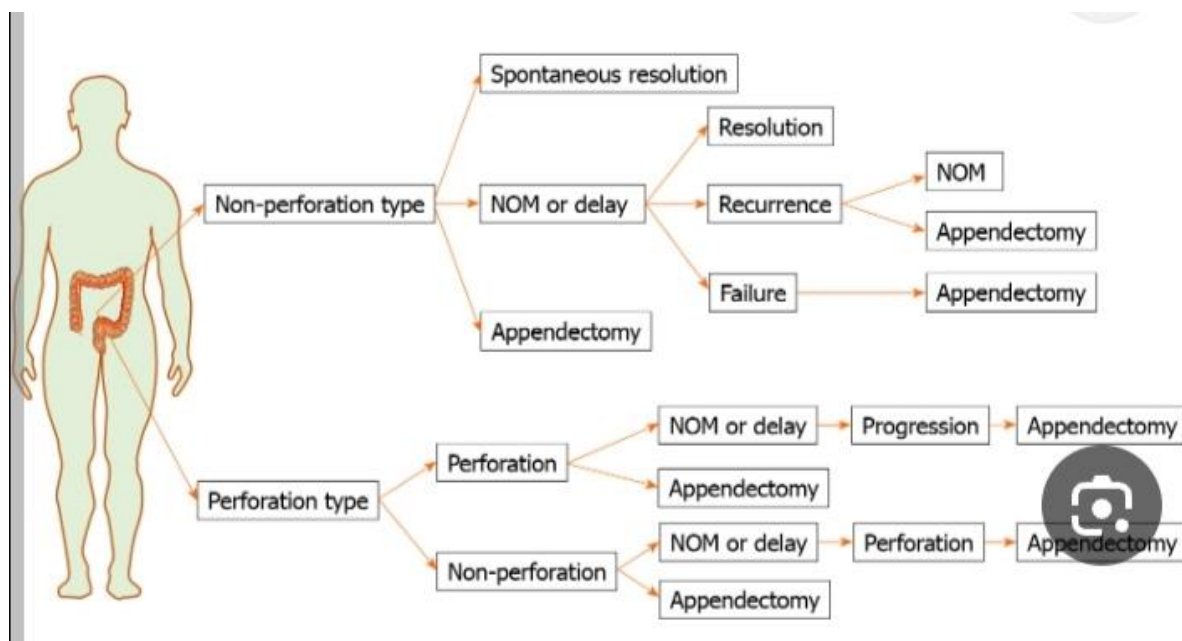 Spontaneous resolution
Resolution
NOM
Non-perforation type
NOM or delay
Recurrence
Appendectomy
Failure
Appendectomy
Appendectomy
NOM or delay
Progression
Appendectomy
Perforation
Appendectomy
Perforation type
NOM or delay
Perforation
Appendectomy
Non-perforation
Appendectomy